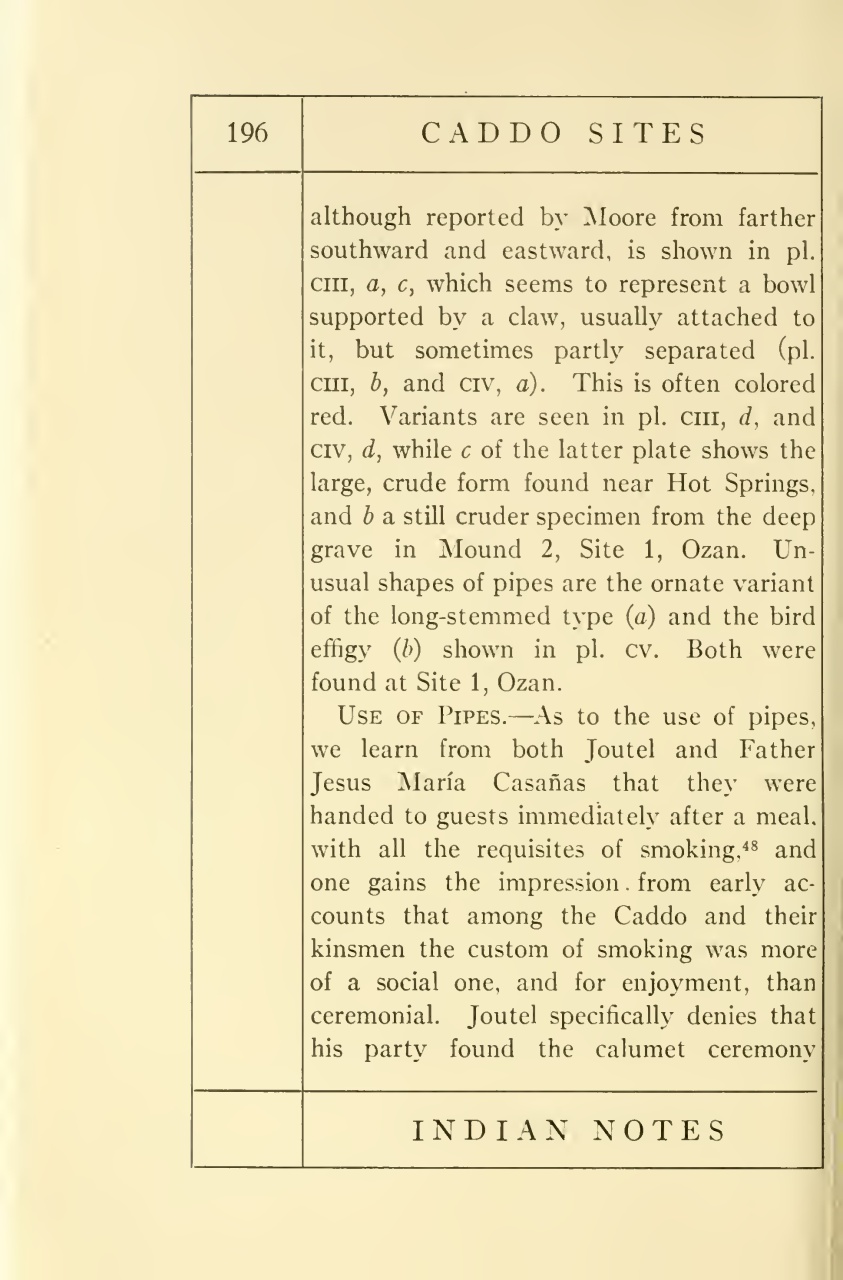 196
CADDO SITES
although reported by Moore from farther
southward and eastward, is shown in pl.
CIII, a, c, which seems to represent a bowl
supported by a claw, usually attached to
it, but sometimes partly separated (pl.
CIII, b, and CIV, a). This is often colored
red. Variants are seen in pl. CIII, d, and
CIV, d, while c of the latter plate shows the
large, crude form found near Hot Springs,
and b a still cruder specimen from the deep
grave in Mound 2, Site 1, Ozan. Un-
usual shapes of pipes are the ornate variant
of the long-stemmed type (a) and the bird
effigy (b) shown in pl. CV. Both were
found at Site 1, Ozan.
USE OF PIPES.—As to the use of pipes,
we learn from both Joutel and Father
Jesus María Casañas that they were
handed to guests immediately after a meal,
with all the requisites of smoking,⁴⁸ and
one gains the impression from early ac-
counts that among the Caddo and their
kinsmen the custom of smoking was more
of a social one, and for enjoyment, than
ceremonial. Joutel specifically denies that
his party found the calumet ceremony
INDIAN NOTES